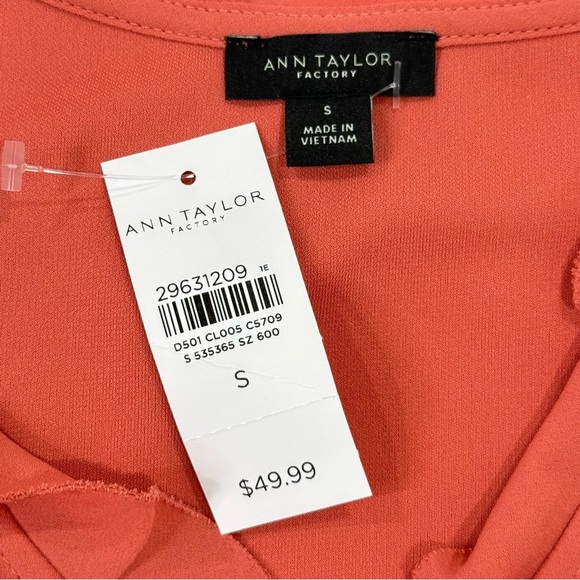 ANN TAYLOR
FACTORY
S
MADE IN
VIETNAM
ANN TAYLOR
FACTORY
29631209 1E
D501 CL005 C5709
S 535365 SZ 600
S
$49.99